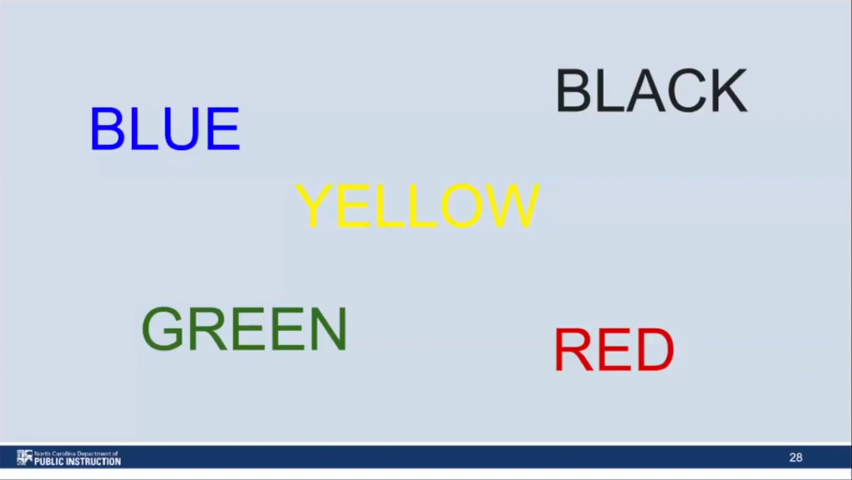 BLACK
BLUE
YELLOW
GREEN
RED
North Carolina Department of
PUBLIC INSTRUCTION
28